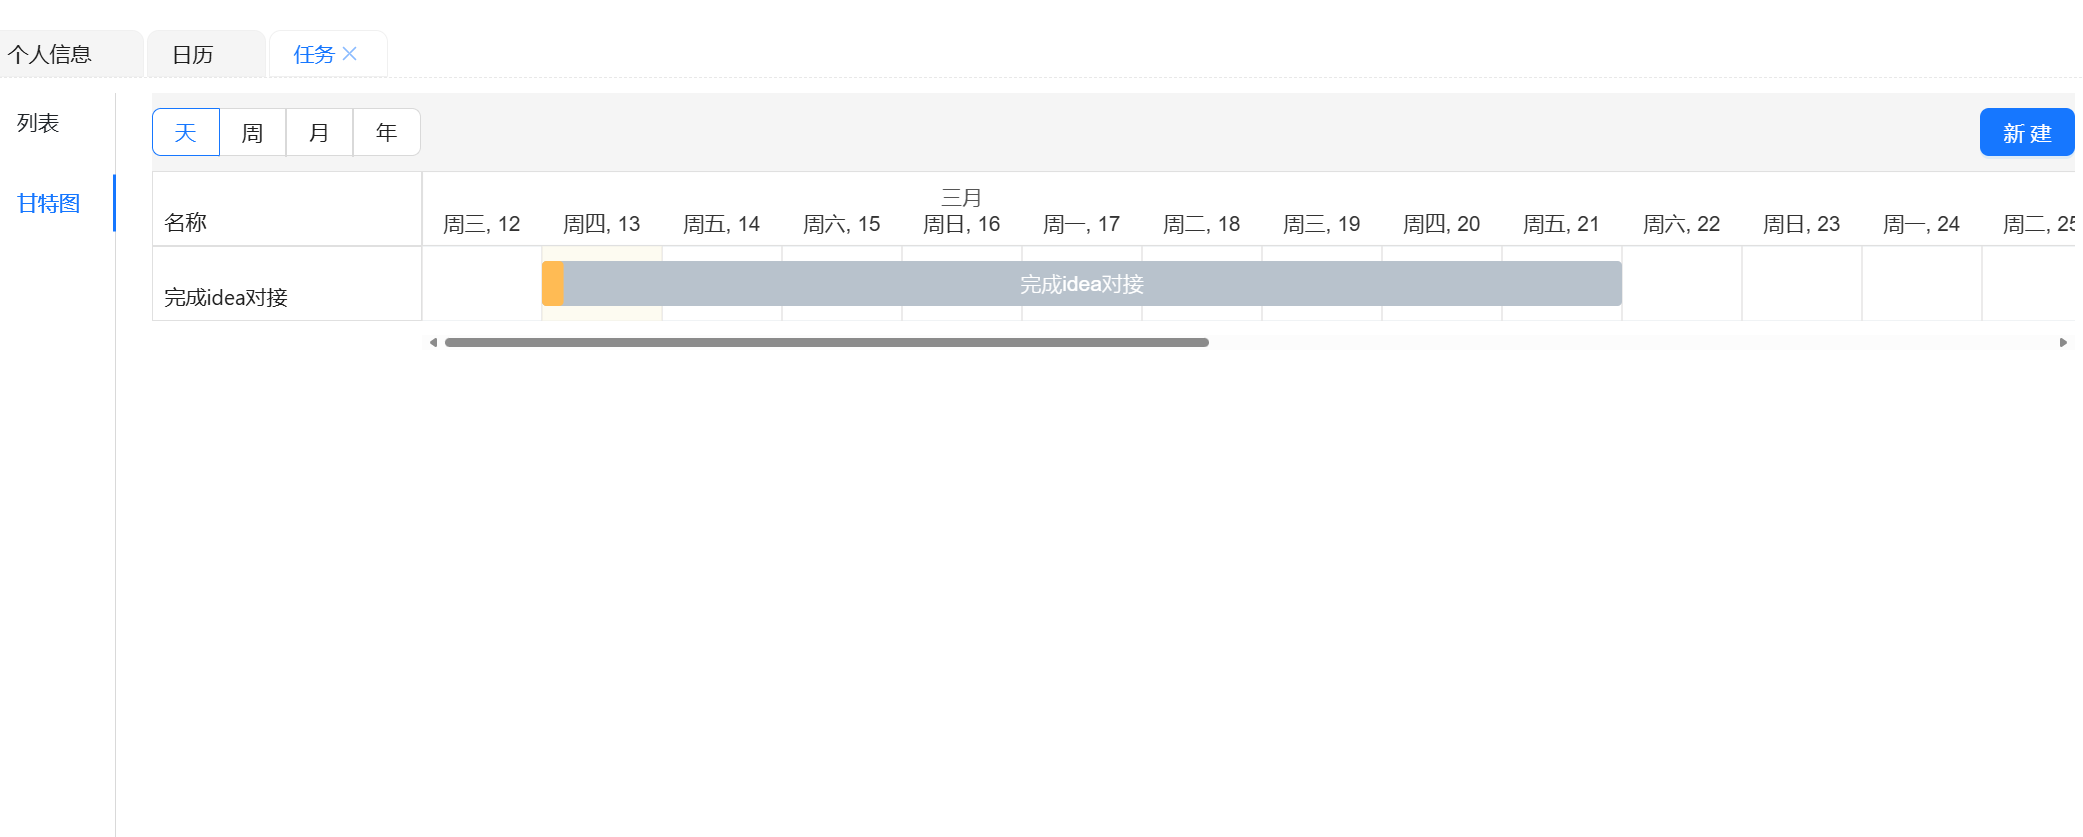 个人信息 日历 任务
列表
甘特图
天 周 月 年
新 建
名称
三月
周三, 12 周四, 13 周五, 14 周六, 15 周日, 16 周一, 17 周二, 18 周三, 19 周四, 20 周五, 21 周六, 22 周日, 23 周一, 24 周二, 25
完成idea对接
完成idea对接